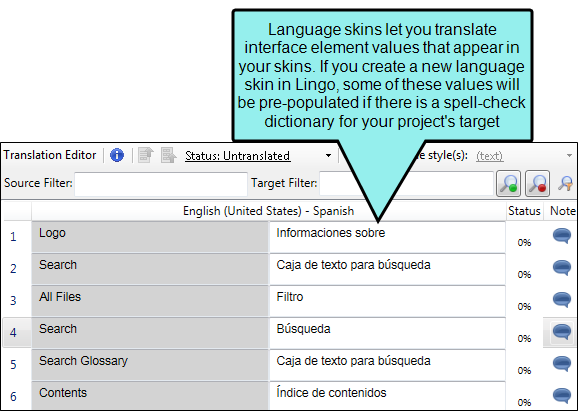 Language skins let you translate
interface element values that appear in
your skins. If you create a new language
skin in Lingo, some of these values will
be pre-populated if there is a spell-check
dictionary for your project's target
Translation Editor Status: Untranslated style(s): (text)
Source Filter: Target Filter:
English (United States) - Spanish Status Note
1 Logo Informaciones sobre 0%
2 Search Caja de texto para búsqueda 0%
3 All Files Filtro 0%
4 Search Búsqueda 0%
5 Search Glossary Caja de texto para búsqueda 0%
6 Contents Índice de contenidos 0%